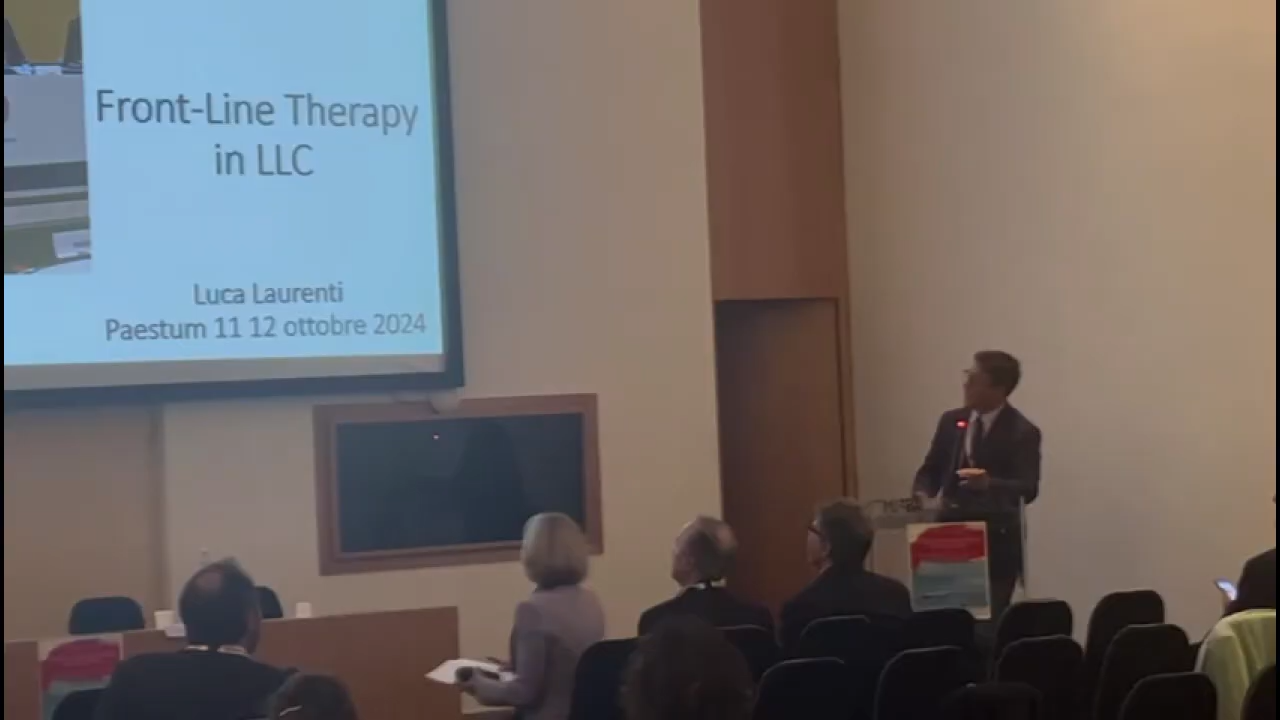 Front-Line Therapy
in LLC
Luca Laurenti
Paestum 11 12 ottobre 2024